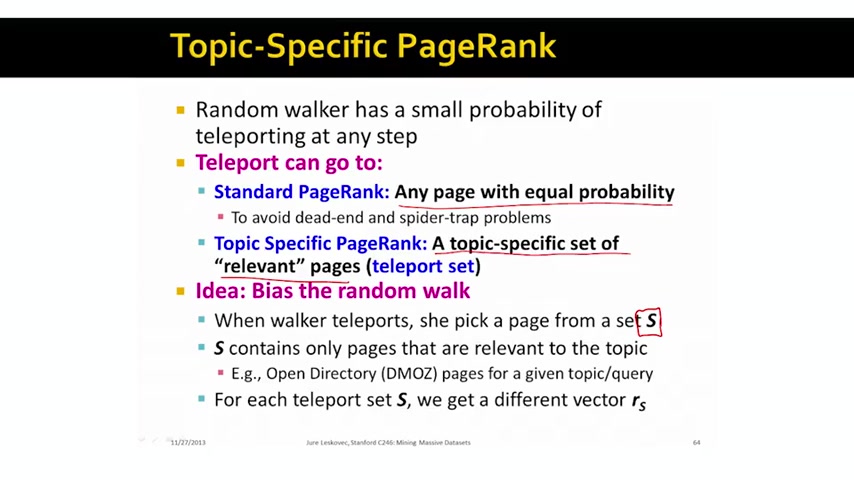 Topic-Specific PageRank
Random walker has a small probability of
teleporting at any step
Teleport can go to:
Standard PageRank: Any page with equal probability
To avoid dead-end and spider-trap problems
Topic Specific PageRank: A topic-specific set of
“relevant” pages (teleport set)
Idea: Bias the random walk
When walker teleports, she pick a page from a set S
S contains only pages that are relevant to the topic
E.g., Open Directory (DMOZ) pages for a given topic/query
For each teleport set S, we get a different vector rS
11/27/2013 Jure Leskovec, Stanford C246: Mining Massive Datasets 64